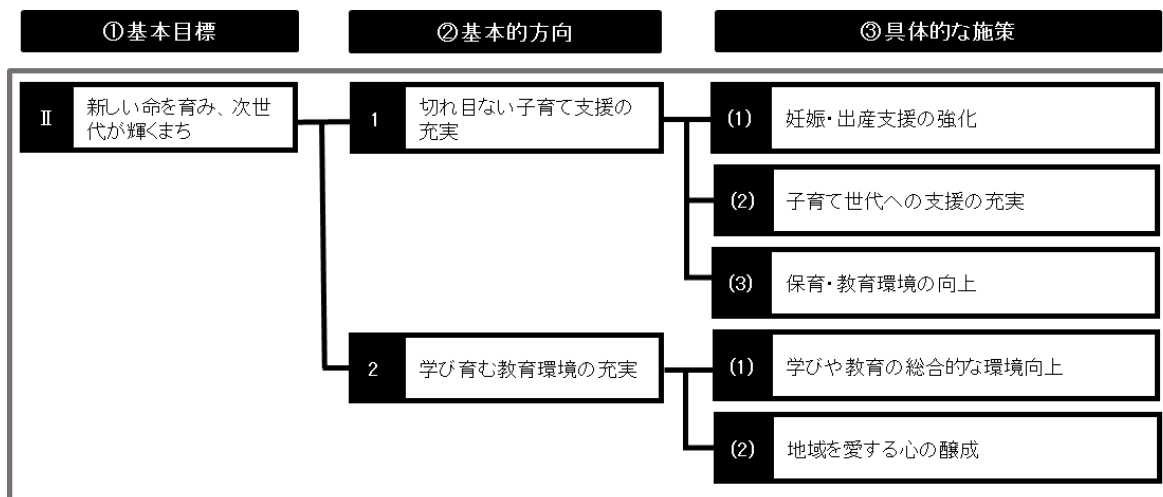 ①基本目標
②基本的方向
③具体的な施策
Ⅱ
新しい命を育み、次世
代が輝くまち
1
切れ目ない子育て支援の
充実
(1)
妊娠・出産支援の強化
(2)
子育て世代への支援の充実
(3)
保育・教育環境の向上
2
学び育む教育環境の充実
(1)
学びや教育の総合的な環境向上
(2)
地域を愛する心の醸成